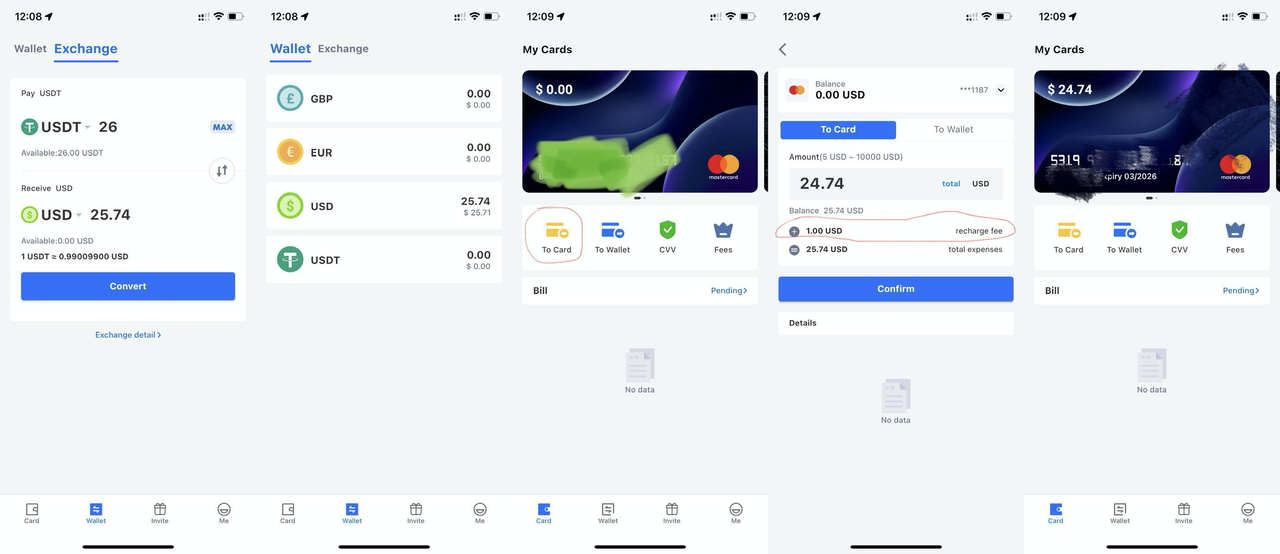 12:08
Wallet Exchange
Pay USDT
USDT 26 MAX
Available:26.00 USDT
Receive USD
USD 25.74
Available:0.00 USD
1 USDT ≈ 0.99009900 USD
Convert
Exchange detail >
Card Wallet Invite Me
12:08
Wallet Exchange
GBP 0.00
$ 0.00
EUR 0.00
$ 0.00
USD 25.74
$ 25.71
USDT 0.00
$ 0.00
Card Wallet Invite Me
12:09
My Cards
$ 0.00
1187
mastercard
To Card To Wallet CVV Fees
Bill Pending >
No data
Card Wallet Invite Me
12:09
Balance
0.00 USD ***1187
To Card To Wallet
Amount(5 USD ~ 10000 USD)
24.74 total USD
Balance 25.74 USD
1.00 USD recharge fee
25.74 USD total expenses
Confirm
Details
No data
12:09
My Cards
$ 24.74
5319
xpiry 03/2026
mastercard
To Card To Wallet CVV Fees
Bill Pending >
No data
Card Wallet Invite Me